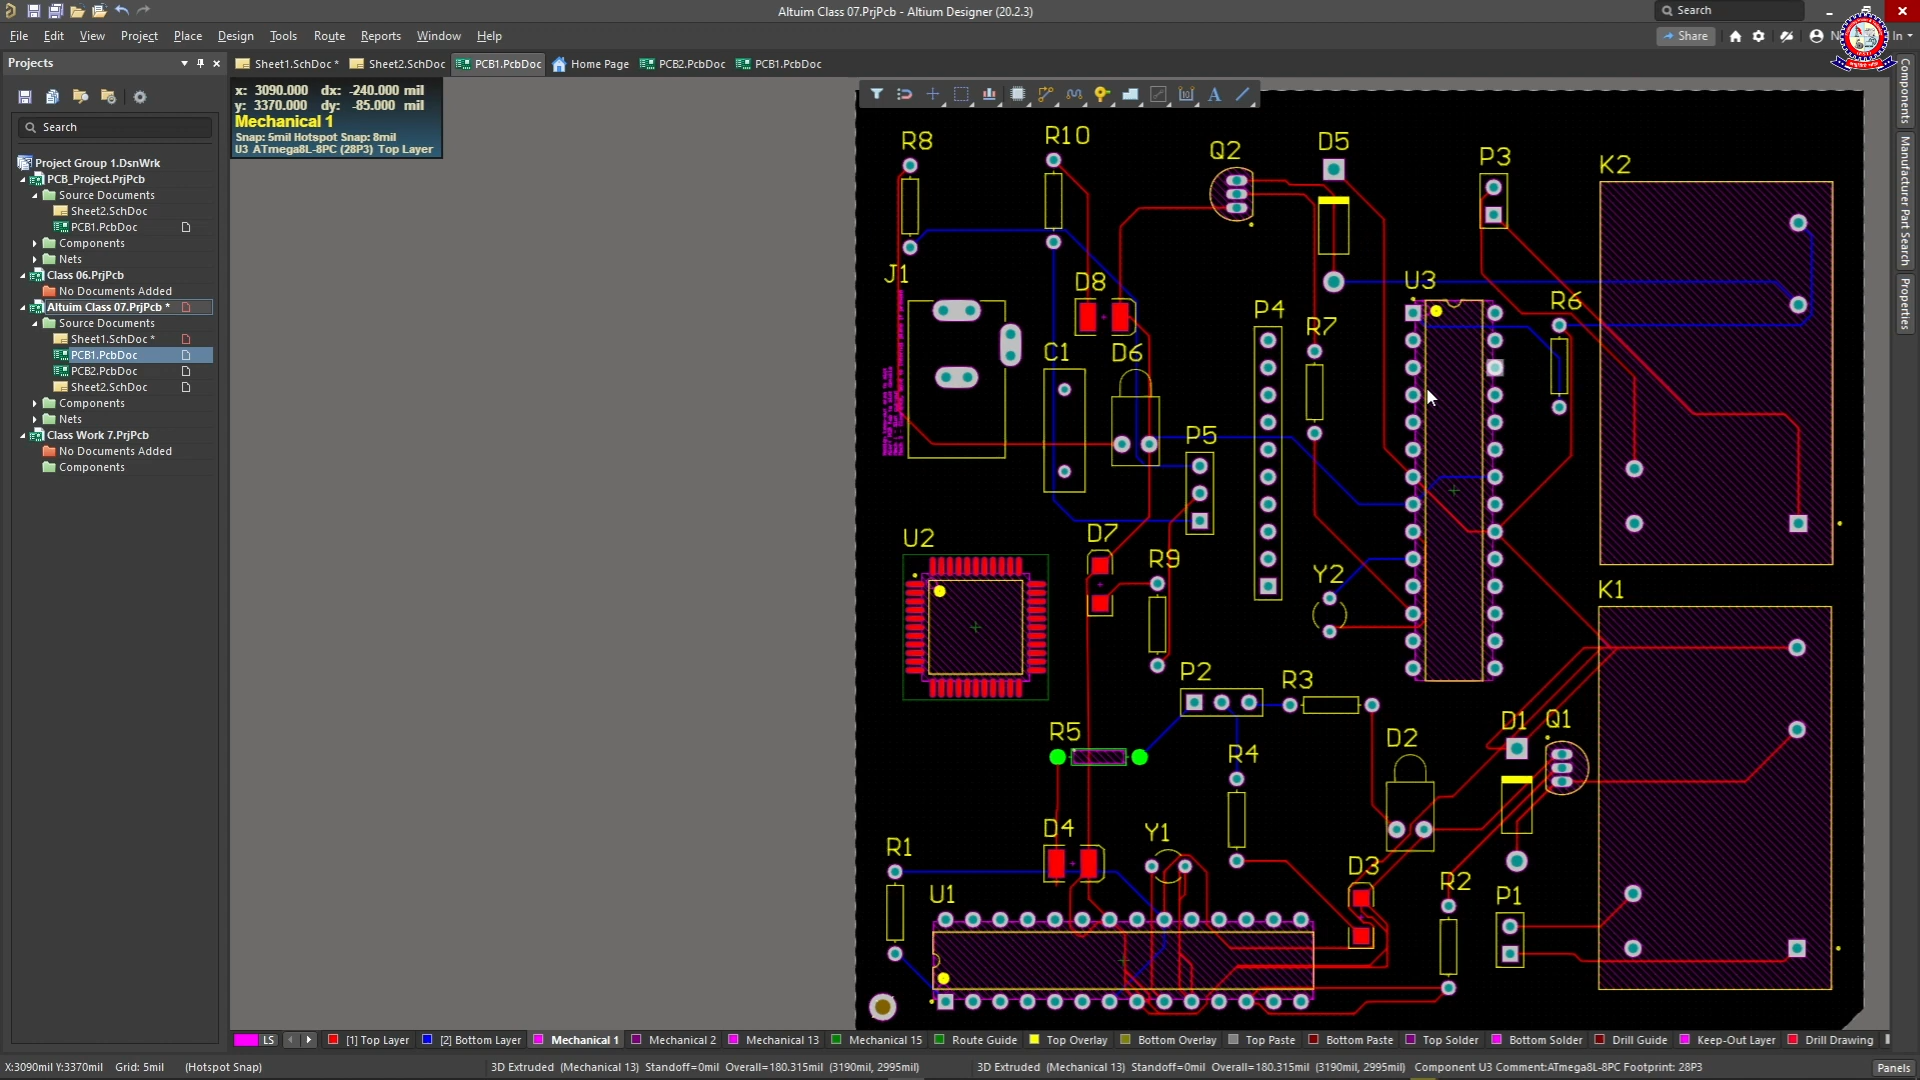 Altuim Class 07.PrjPcb - Altium Designer (20.2.3)
Search
File Edit View Project Place Design Tools Route Reports Window Help
Share
In
Projects
Sheet1.SchDoc * Sheet2.SchDoc PCB1.PcbDoc Home Page PCB2.PcbDoc PCB1.PcbDoc
x: 3090.000 dx: -240.000 mil
y: 3370.000 dy: -85.000 mil
Mechanical 1
Snap: 5mil Hotspot Snap: 8mil
U3 ATmega8L-8PC (28P3) Top Layer
Search
Project Group 1.DsnWrk
PCB_Project.PrjPcb
Source Documents
Sheet2.SchDoc
PCB1.PcbDoc
Components
Nets
Class 06.PrjPcb
No Documents Added
Altuim Class 07.PrjPcb *
Source Documents
Sheet1.SchDoc *
PCB1.PcbDoc
PCB2.PcbDoc
Sheet2.SchDoc
Components
Nets
Class Work 7.PrjPcb
No Documents Added
Components
Components
Manufacturer Part Search
Properties
R8
R10
Q2
D5
P3
K2
J1
D8
U3
P4
R7
R6
C1
D6
P5
U2
D7
R9
Y2
K1
P2
R3
R5
R4
D2
D1
Q1
D4
Y1
R1
D3
R2
U1
P1
LS [1] Top Layer [2] Bottom Layer Mechanical 1 Mechanical 2 Mechanical 13 Mechanical 15 Route Guide Top Overlay Bottom Overlay Top Paste Bottom Paste Top Solder Bottom Solder Drill Guide Keep-Out Layer Drill Drawing
X:3090mil Y:3370mil Grid: 5mil (Hotspot Snap) 3D Extruded (Mechanical 13) Standoff=0mil Overall=180.315mil (3190mil, 2995mil) 3D Extruded (Mechanical 13) Standoff=0mil Overall=180.315mil (3190mil, 2995mil) Component U3 Comment:ATmega8L-8PC Footprint: 28P3 Panels